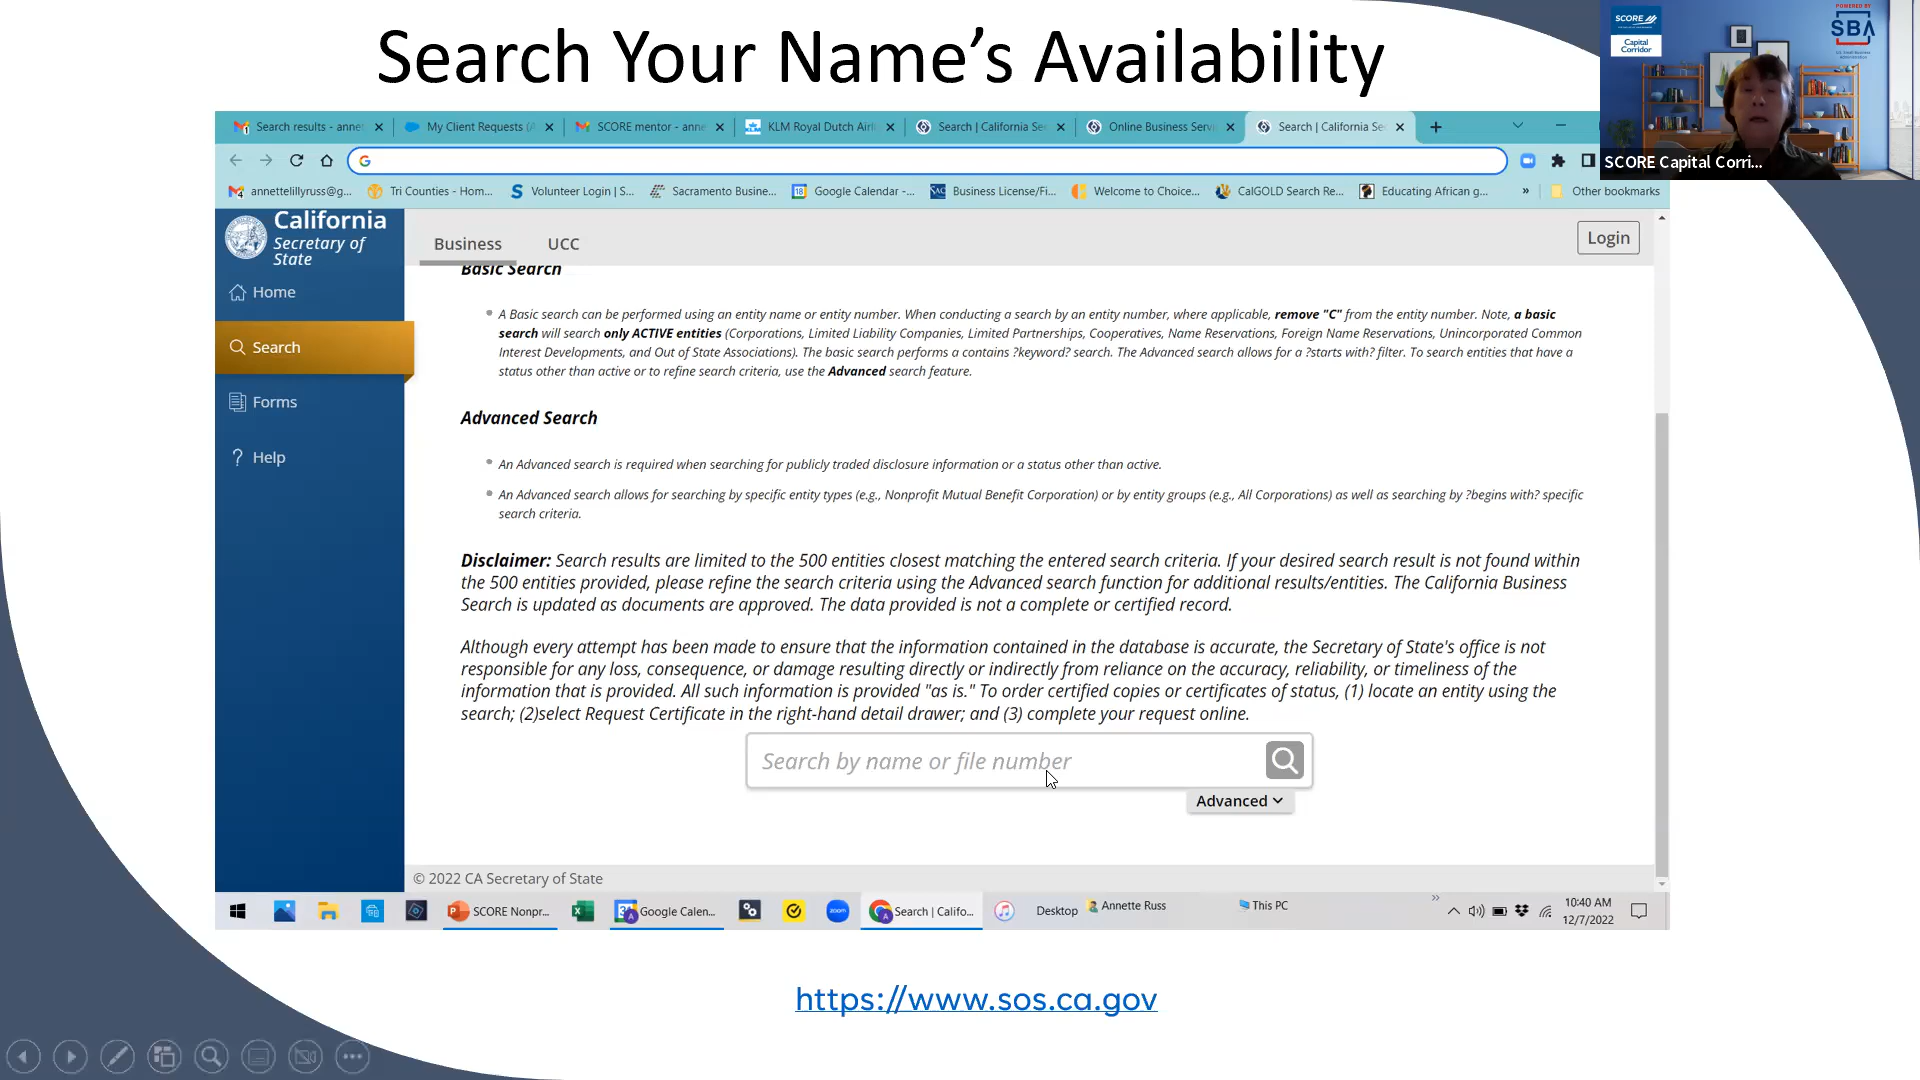 Search Your Name's Availability
SCORE
Capital
Corridor
POWERED BY
SBA
SCORE Capital Corri...
Search results - annet
My Client Requests (A
SCORE mentor - anne
KLM Royal Dutch Airli
Search | California Se
Online Business Servi
Search | California Se
annettelillyruss@g...
Tri Counties - Hom...
Volunteer Login | S...
Sacramento Busine...
Google Calendar -...
Business License/Fi...
Welcome to Choice...
CalGOLD Search Re...
Educating African g...
»
Other bookmarks
California
Secretary of
State
Business
UCC
Login
Home
Search
Forms
Help
Basic Search
A Basic search can be performed using an entity name or entity number. When conducting a search by an entity number, where applicable, remove "C" from the entity number. Note, a basic
search will search only ACTIVE entities (Corporations, Limited Liability Companies, Limited Partnerships, Cooperatives, Name Reservations, Foreign Name Reservations, Unincorporated Common
Interest Developments, and Out of State Associations). The basic search performs a contains ?keyword? search. The Advanced search allows for a ?starts with? filter. To search entities that have a
status other than active or to refine search criteria, use the Advanced search feature.
Advanced Search
An Advanced search is required when searching for publicly traded disclosure information or a status other than active.
An Advanced search allows for searching by specific entity types (e.g., Nonprofit Mutual Benefit Corporation) or by entity groups (e.g., All Corporations) as well as searching by ?begins with? specific
search criteria.
Disclaimer: Search results are limited to the 500 entities closest matching the entered search criteria. If your desired search result is not found within
the 500 entities provided, please refine the search criteria using the Advanced search function for additional results/entities. The California Business
Search is updated as documents are approved. The data provided is not a complete or certified record.
Although every attempt has been made to ensure that the information contained in the database is accurate, the Secretary of State's office is not
responsible for any loss, consequence, or damage resulting directly or indirectly from reliance on the accuracy, reliability, or timeliness of the
information that is provided. All such information is provided "as is." To order certified copies or certificates of status, (1) locate an entity using the
search; (2)select Request Certificate in the right-hand detail drawer; and (3) complete your request online.
Search by name or file number
Advanced
© 2022 CA Secretary of State
SCORE Nonpr...
Google Calen...
zoom
Search | Califo...
Desktop
Annette Russ
This PC
»
10:40 AM
12/7/2022
https://www.sos.ca.gov